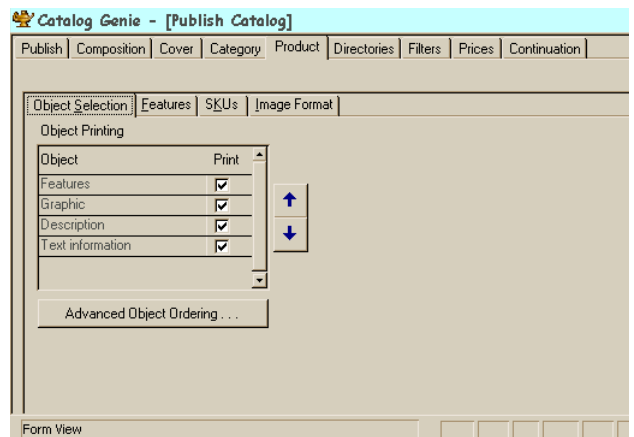 Catalog Genie - [Publish Catalog]
Publish Composition Cover Category Product Directories Filters Prices Continuation
Object Selection Features SKUs Image Format
Object Printing
Object Print
Features
Graphic
Description
Text information
Advanced Object Ordering . . .
Form View